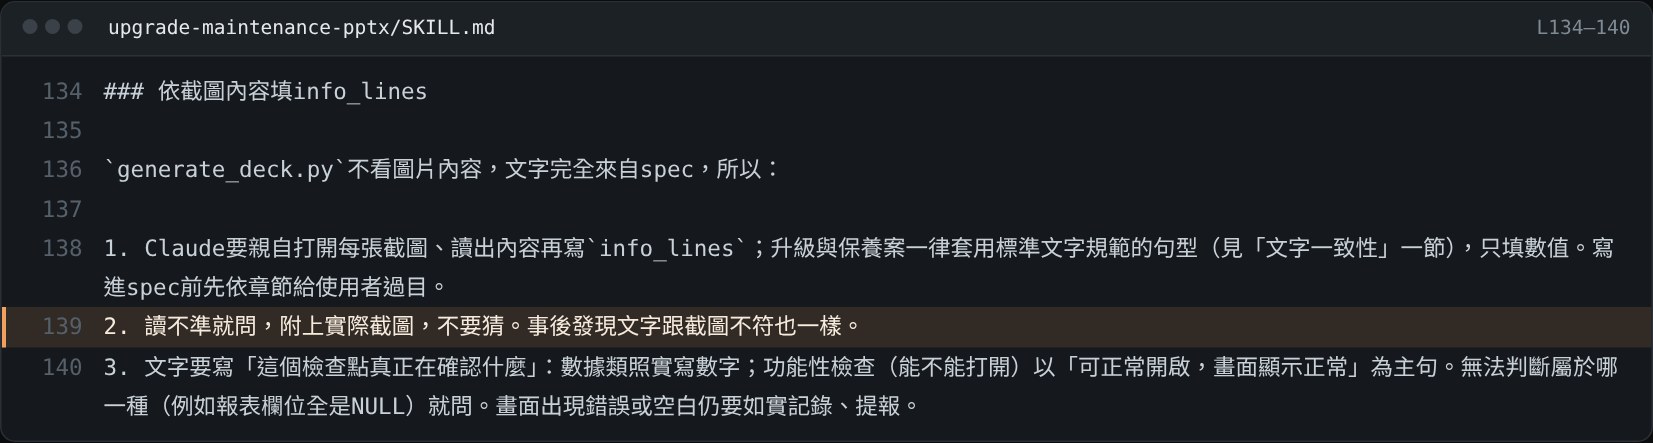 upgrade-maintenance-pptx/SKILL.md L134–140
134 ### 依截圖內容填info_lines
135
136 `generate_deck.py`不看圖片內容，文字完全來自spec，所以：
137
138 1. Claude要親自打開每張截圖、讀出內容再寫`info_lines`；升級與保養案一律套用標準文字規範的句型（見「文字一致性」一節），只填數值。寫
進spec前先依章節給使用者過目。
139 2. 讀不準就問，附上實際截圖，不要猜。事後發現文字跟截圖不符也一樣。
140 3. 文字要寫「這個檢查點真正在確認什麼」：數據類照實寫數字；功能性檢查（能不能打開）以「可正常開啟，畫面顯示正常」為主句。無法判斷屬於哪
一種（例如報表欄位全是NULL）就問。畫面出現錯誤或空白仍要如實記錄、提報。